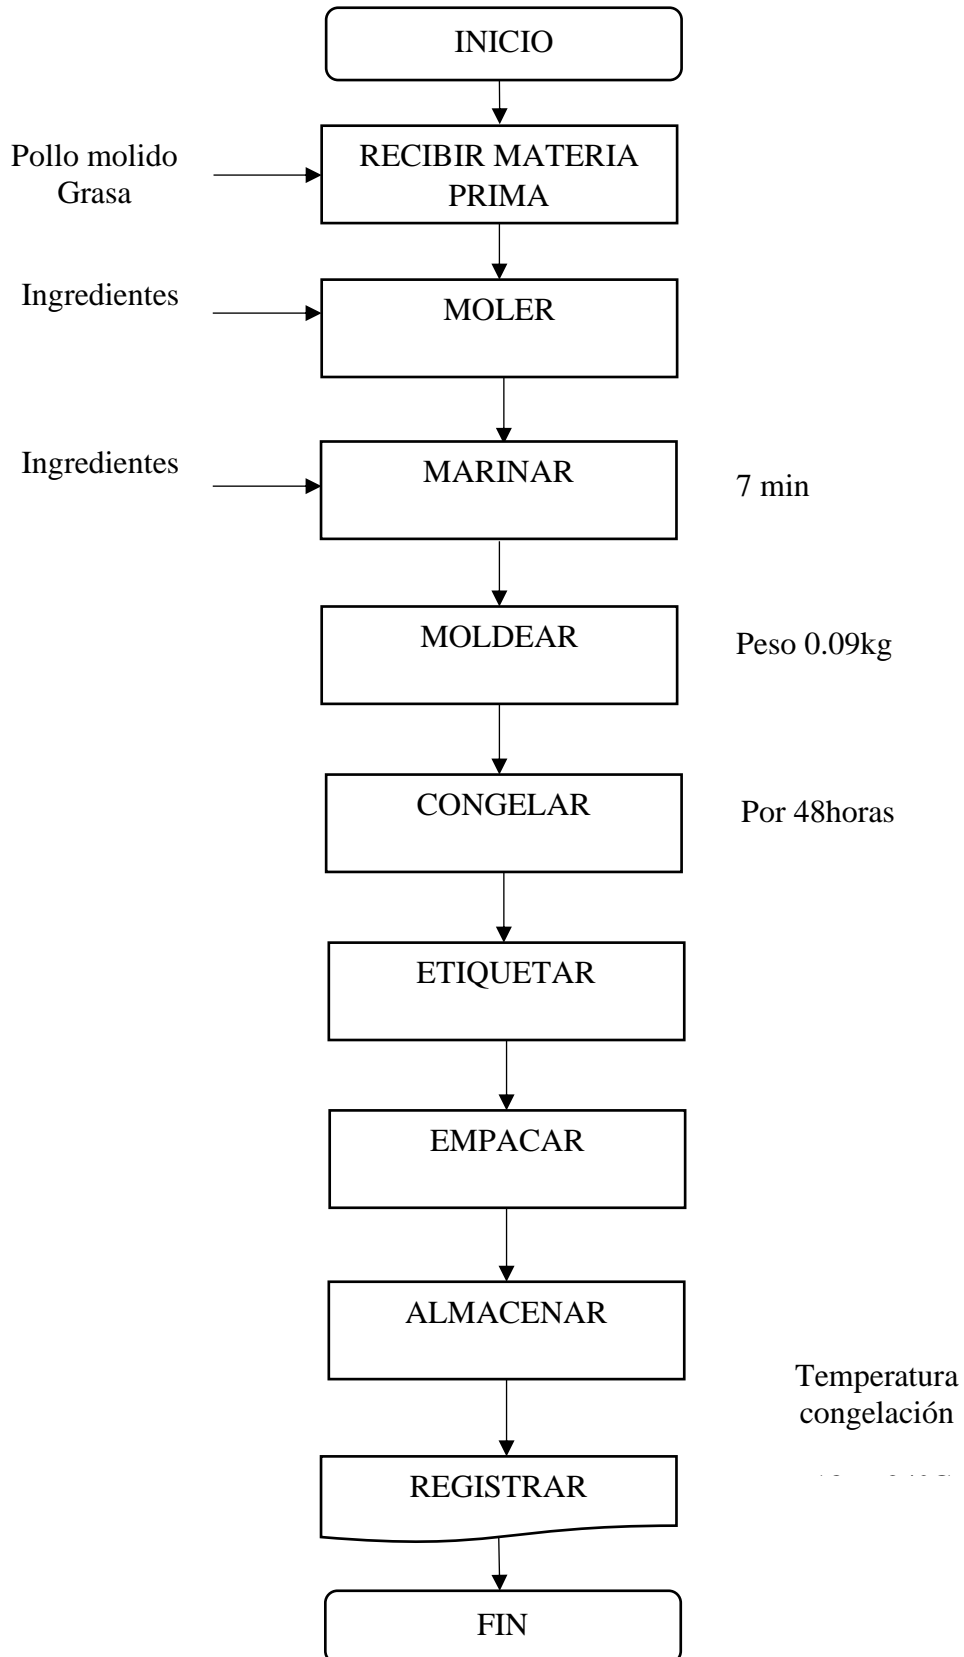 INICIO
Pollo molido
Grasa
RECIBIR MATERIA
PRIMA
Ingredientes
MOLER
Ingredientes
MARINAR
7 min
MOLDEAR
Peso 0.09kg
CONGELAR
Por 48horas
ETIQUETAR
EMPACAR
ALMACENAR
Temperatura
congelación
REGISTRAR
FIN